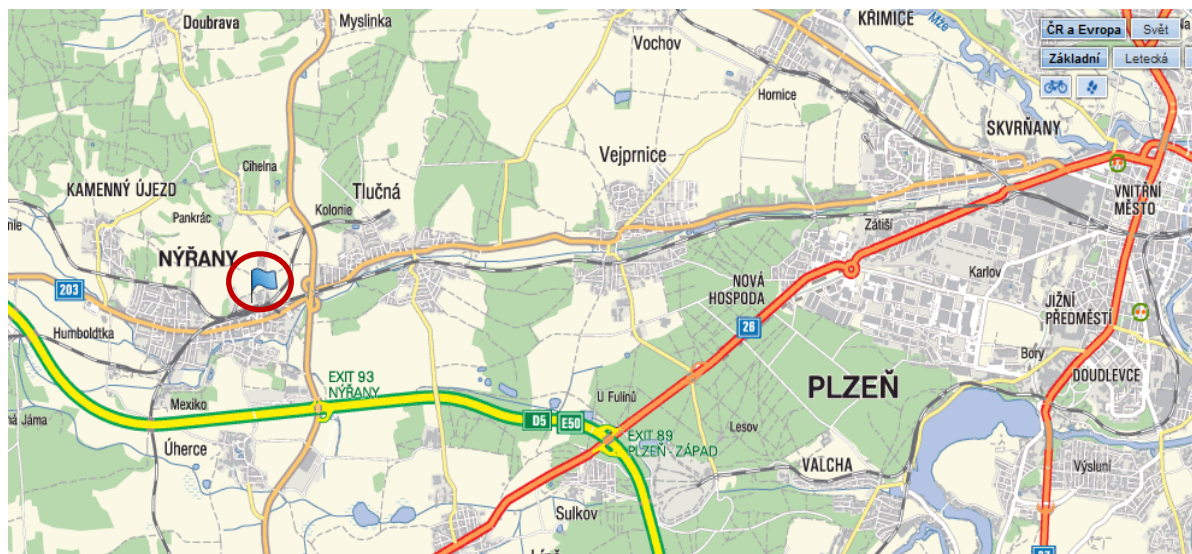 Doubrava
Myslinka
KŘIMICE
Mže
ČR a Evropa
Svět
Vochov
Základní
Letecká
Hornice
SKVRŇANY
Cihelna
Vejprnice
KAMENNÝ ÚJEZD
Tlučná
VNITŘNÍ
MĚSTO
Pankrác
Kolonie
Zátiší
NÝŘANY
NOVÁ
HOSPODA
Karlov
203
JIŽNÍ
PŘEDMĚSTÍ
Humboldtka
26
Bory
EXIT 93
NÝŘANY
PLZEŇ
DOUDLEVCE
Mexiko
U Fulínů
D5
E50
Jáma
Lesov
EXIT 89
PLZEŇ - ZÁPAD
Úherce
VALCHA
Výsluní
Sulkov